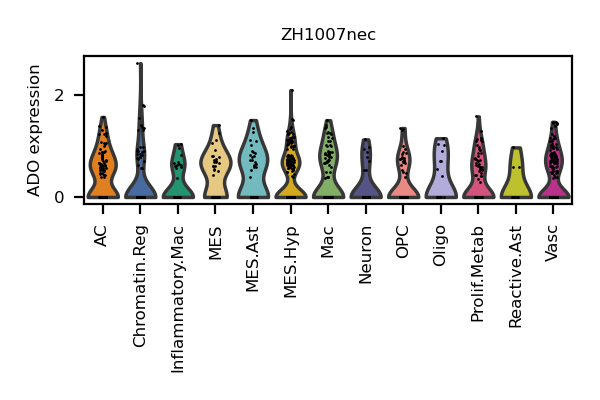 ZH1007nec
ADO expression
2
0
AC
Chromatin.Reg
Inflammatory.Mac
MES
MES.Ast
MES.Hyp
Mac
Neuron
OPC
Oligo
Prolif.Metab
Reactive.Ast
Vasc